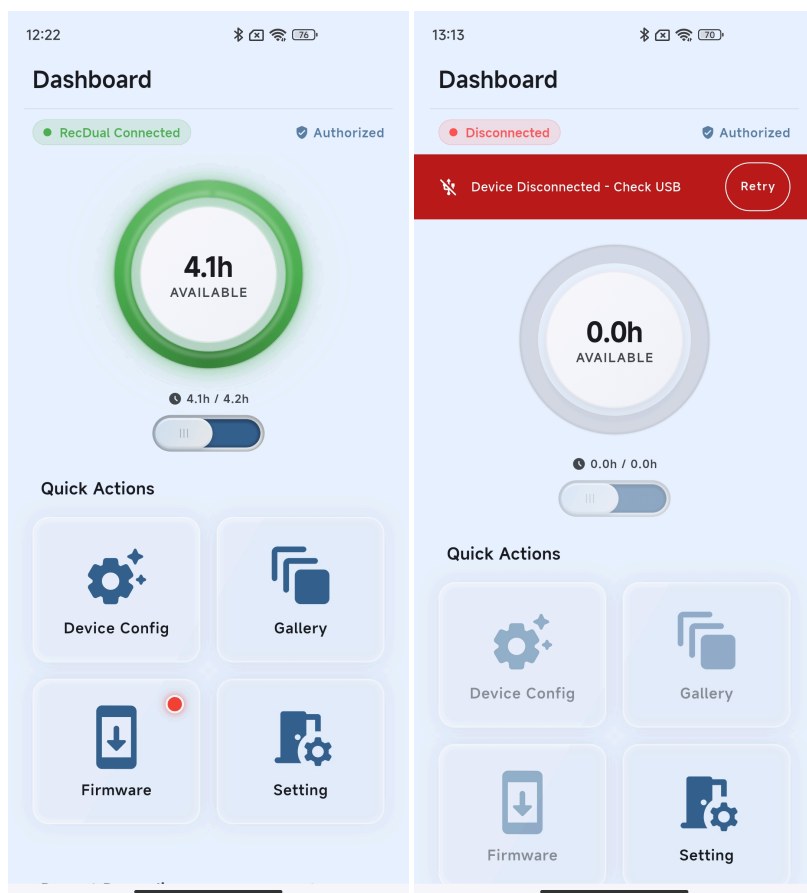 12:22
76
Dashboard
RecDual Connected
Authorized
4.1h
AVAILABLE
4.1h / 4.2h
Quick Actions
Device Config
Gallery
Firmware
Setting
13:13
70
Dashboard
Disconnected
Authorized
Device Disconnected - Check USB
Retry
0.0h
AVAILABLE
0.0h / 0.0h
Quick Actions
Device Config
Gallery
Firmware
Setting